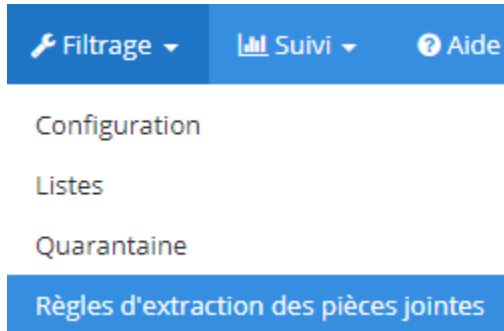 Filtrage Suivi Aide
Configuration
Listes
Quarantaine
Règles d'extraction des pièces jointes